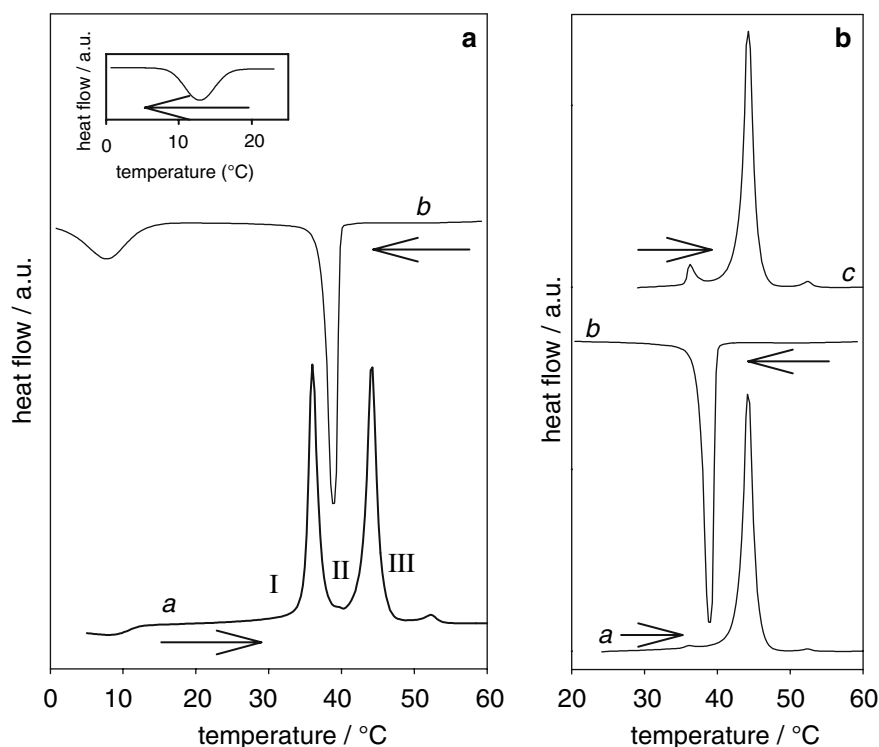 a
heat flow / a.u.
0
10
20
temperature (°C)
b
I
II
III
a
heat flow / a.u.
0
10
20
30
40
50
60
temperature / °C
b
c
b
a
heat flow / a.u.
20
30
40
50
60
temperature / °C